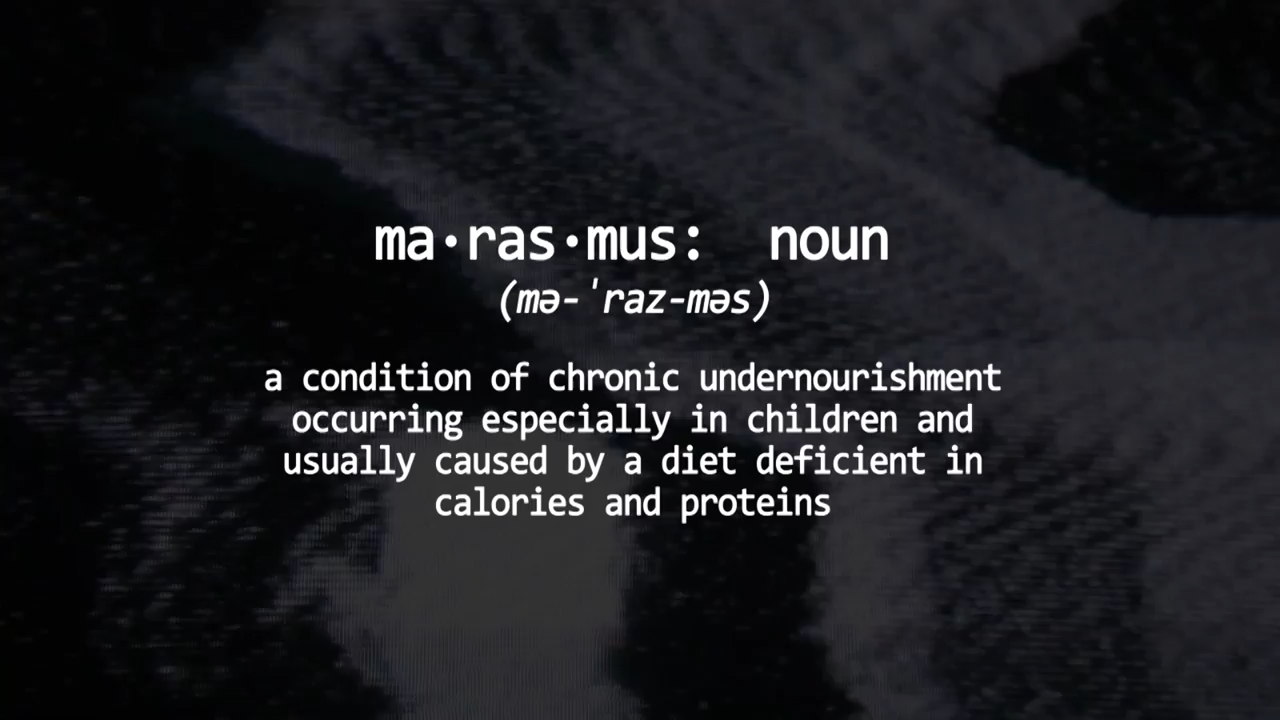 ma·ras·mus: noun
(mə-ˈraz-məs)
a condition of chronic undernourishment
occurring especially in children and
usually caused by a diet deficient in
calories and proteins